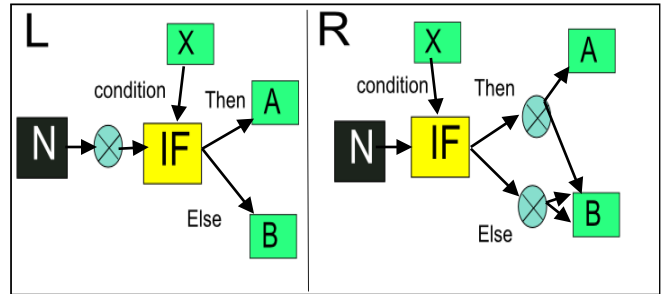 L
X
condition
Then
A
N
IF
Else
B
R
X
condition
Then
A
N
IF
Else
B